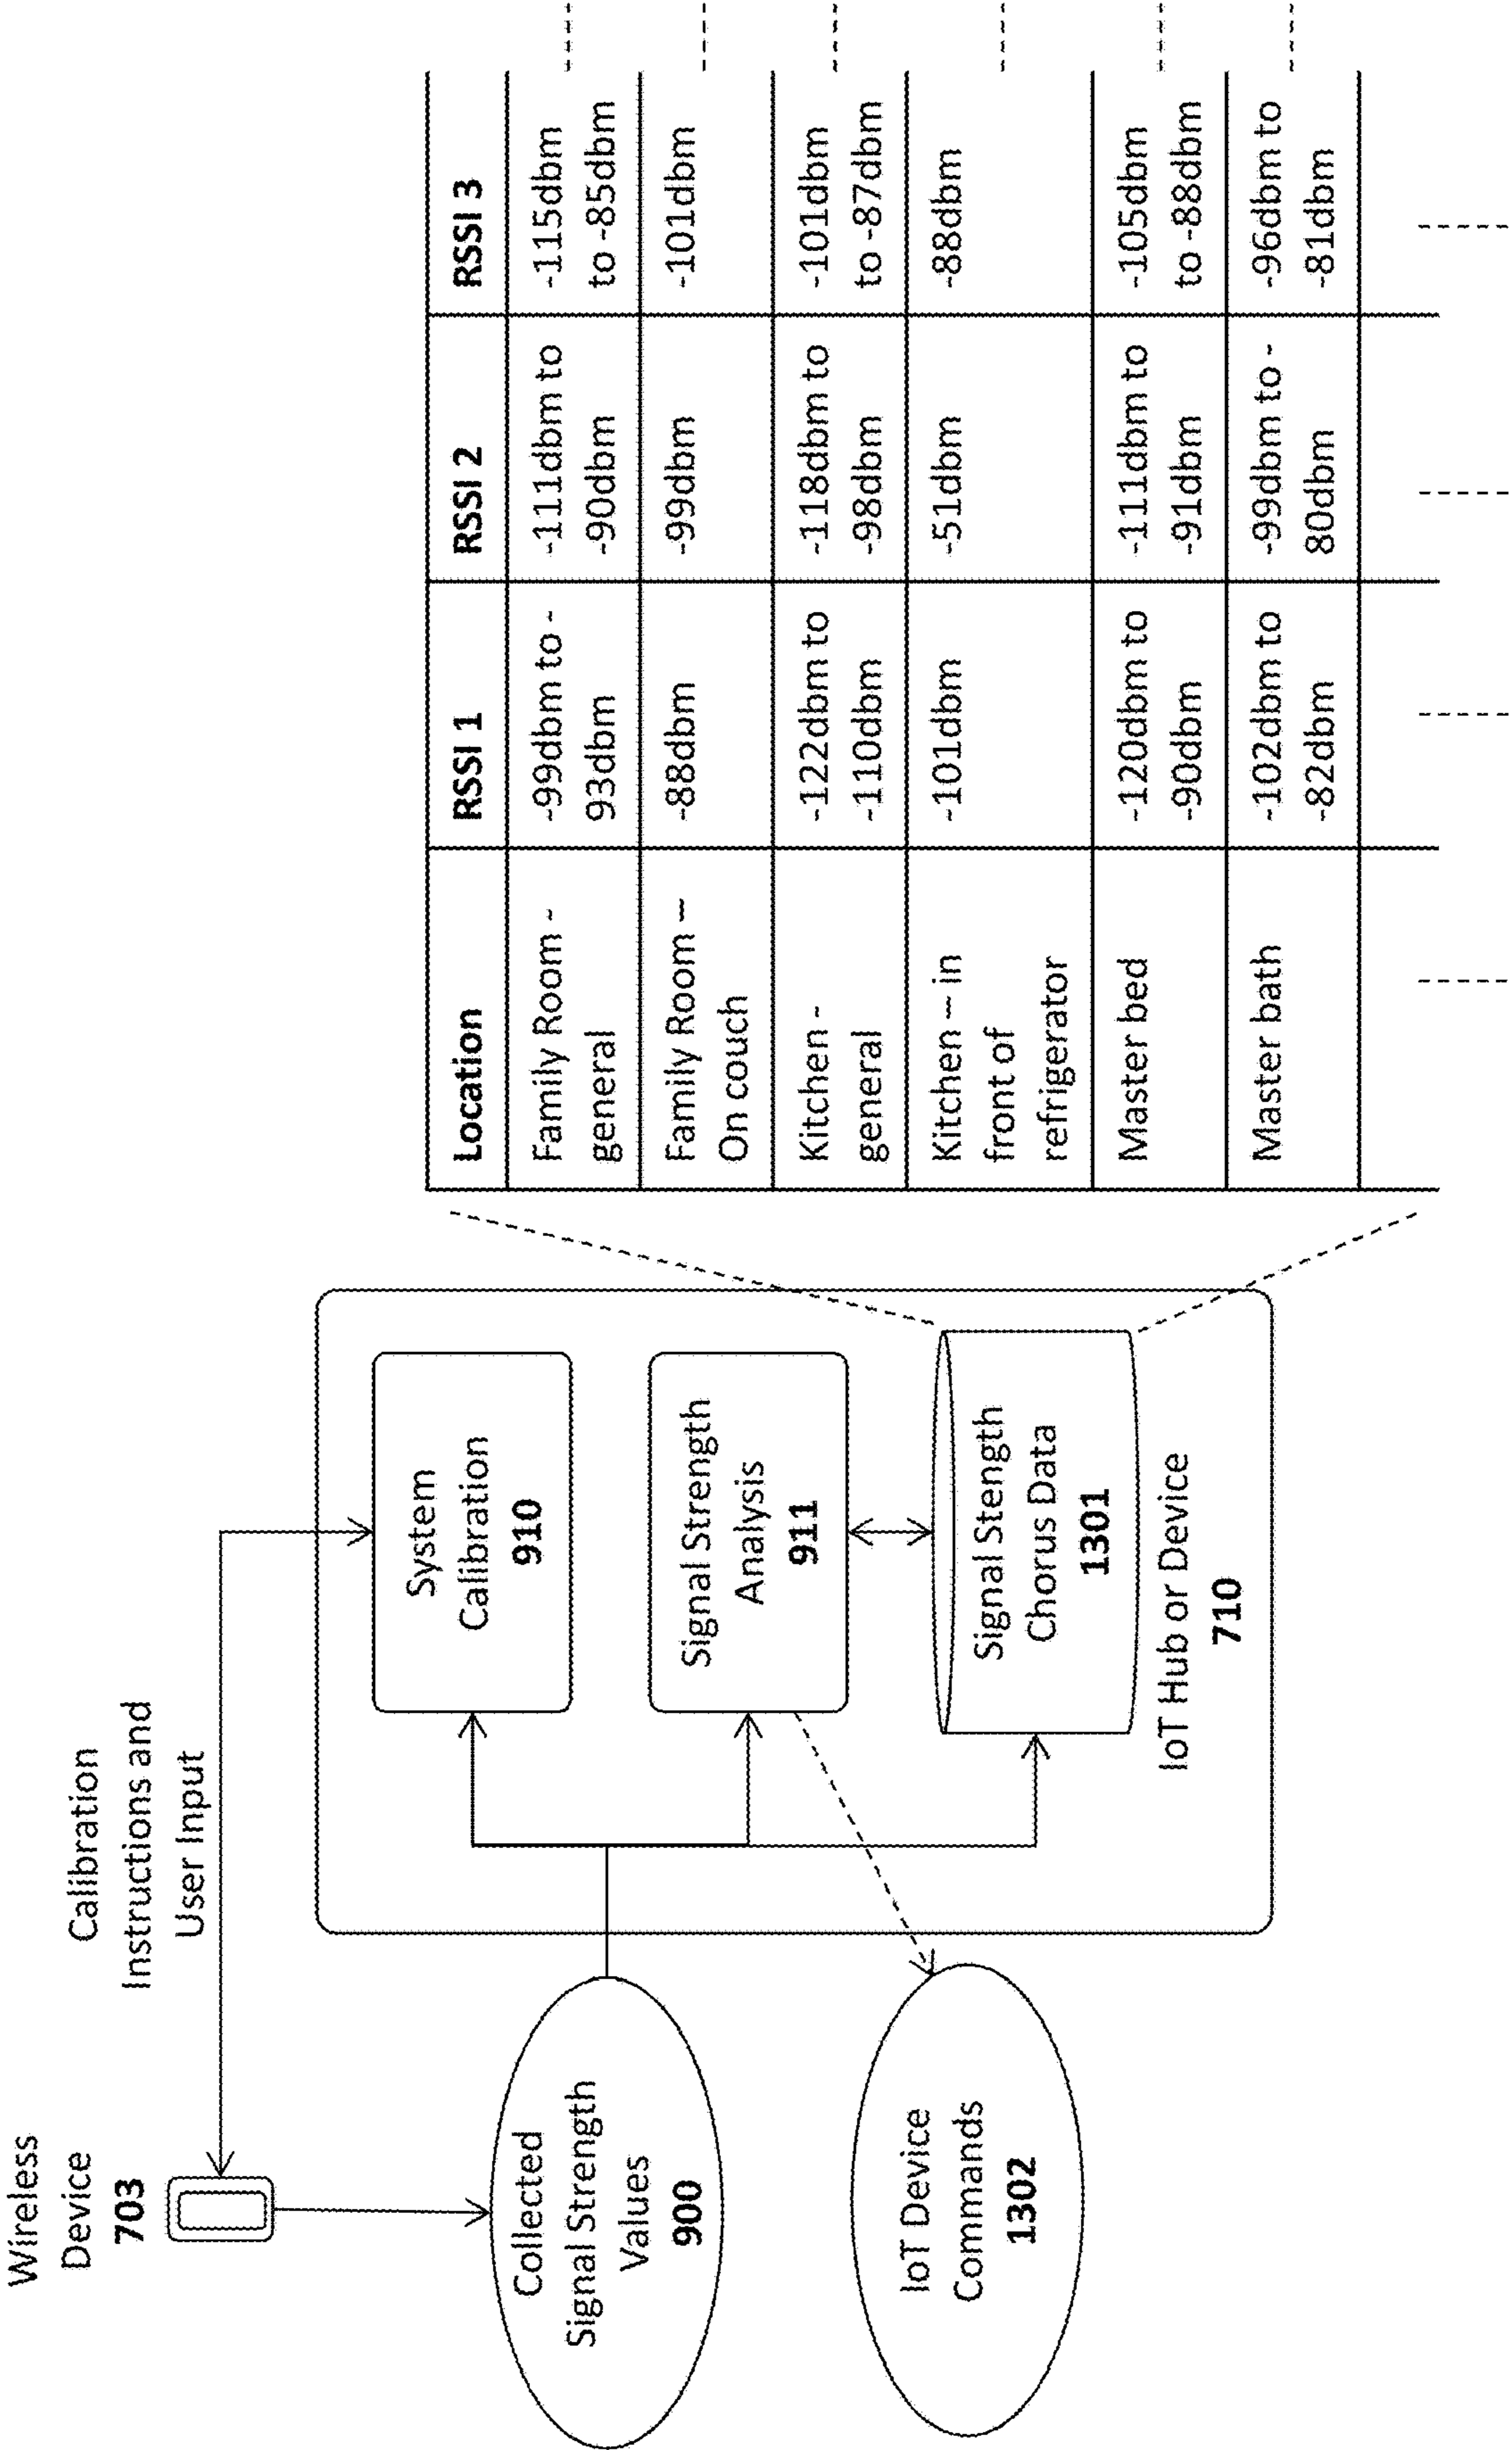 Wireless
Device
703
Calibration
Instructions and
User Input
Collected
Signal Strength
Values
900
IoT Device
Commands
1302
System
Calibration
910
Signal Strength
Analysis
911
Signal Stength
Chorus Data
1301
IoT Hub or Device
710
Location RSSI 1 RSSI 2 RSSI 3
Family Room - -99dbm to - -111dbm to -115dbm
general 93dbm -90dbm to -85dbm
Family Room – -88dbm -99dbm -101dbm
On couch
Kitchen - -122dbm to -118dbm to -101dbm
general -110dbm -98dbm to -87dbm
Kitchen – in -101dbm -51dbm -88dbm
front of
refrigerator
Master bed -120dbm to -111dbm to -105dbm
-90dbm -91dbm to -88dbm
Master bath -102dbm to -99dbm to - -96dbm to
-82dbm 80dbm -81dbm